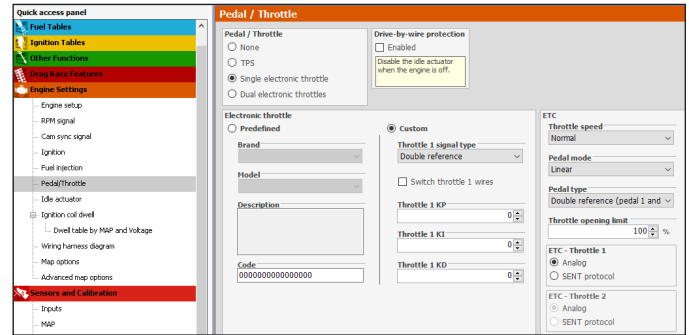 Quick access panel
Fuel Tables
Ignition Tables
Other Functions
Drag Race Features
Engine Settings
Engine setup
RPM signal
Cam sync signal
Ignition
Fuel injection
Pedal/Throttle
Idle actuator
Ignition coil dwell
Dwell table by MAP and Voltage
Wiring harness diagram
Map options
Advanced map options
Sensors and Calibration
Inputs
MAP
Pedal / Throttle
Pedal / Throttle
None
TPS
Single electronic throttle
Dual electronic throttles
Drive-by-wire protection
Enabled
Disable the idle actuator
when the engine is off.
Electronic throttle
Predefined
Brand
Model
Description
Code
0000000000000000
Custom
Throttle 1 signal type
Double reference
Switch throttle 1 wires
Throttle 1 KP
0
Throttle 1 KI
0
Throttle 1 KD
0
ETC
Throttle speed
Normal
Pedal mode
Linear
Pedal type
Double reference (pedal 1 and
Throttle opening limit
100 %
ETC - Throttle 1
Analog
SENT protocol
ETC - Throttle 2
Analog
SENT protocol